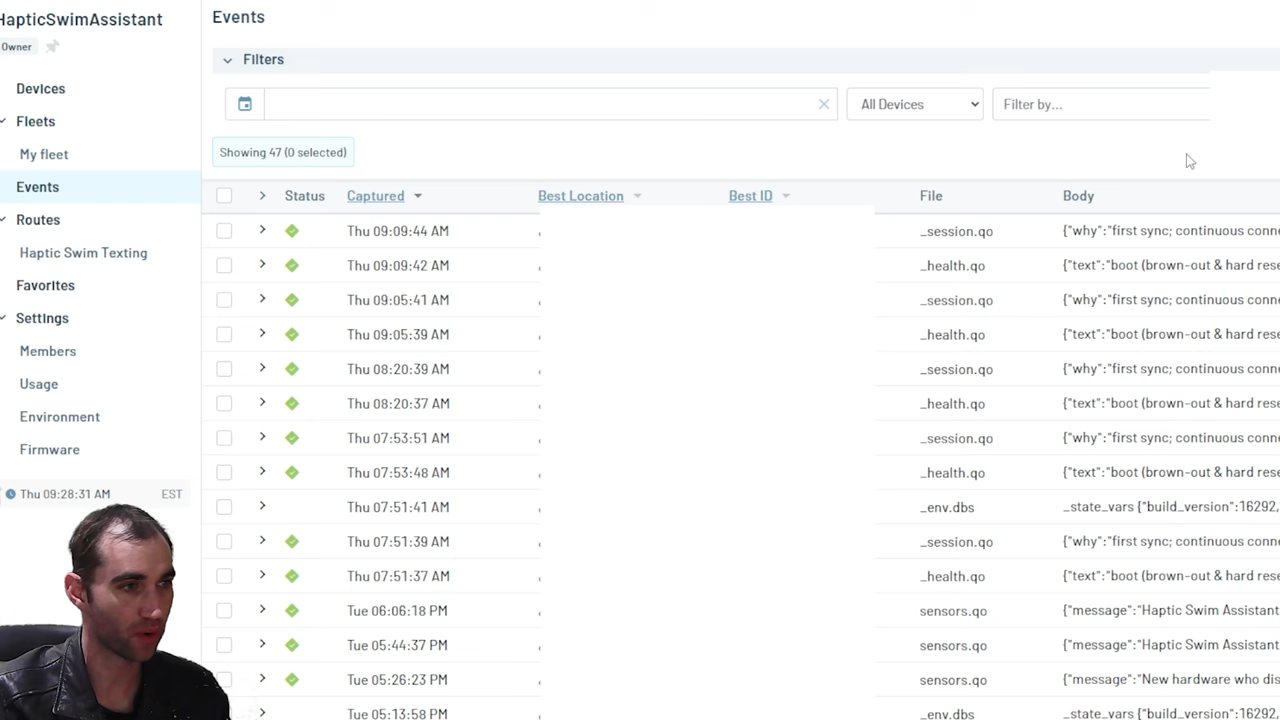 HapticSwimAssistant
Owner
Devices
Fleets
My fleet
Events
Routes
Haptic Swim Texting
Favorites
Settings
Members
Usage
Environment
Firmware
Thu 09:28:31 AM EST
Events
Filters
All Devices
Filter by...
Showing 47 (0 selected)
Status Captured Best Location Best ID File Body
Thu 09:09:44 AM _session.qo {"why":"first sync; continuous conne
Thu 09:09:42 AM _health.qo {"text":"boot (brown-out & hard rese
Thu 09:05:41 AM _session.qo {"why":"first sync; continuous conne
Thu 09:05:39 AM _health.qo {"text":"boot (brown-out & hard rese
Thu 08:20:39 AM _session.qo {"why":"first sync; continuous conne
Thu 08:20:37 AM _health.qo {"text":"boot (brown-out & hard rese
Thu 07:53:51 AM _session.qo {"why":"first sync; continuous conne
Thu 07:53:48 AM _health.qo {"text":"boot (brown-out & hard rese
Thu 07:51:41 AM _env.dbs _state_vars {"build_version":16292,
Thu 07:51:39 AM _session.qo {"why":"first sync; continuous conne
Thu 07:51:37 AM _health.qo {"text":"boot (brown-out & hard rese
Tue 06:06:18 PM sensors.qo {"message":"Haptic Swim Assistant
Tue 05:44:37 PM sensors.qo {"message":"Haptic Swim Assistant
Tue 05:26:23 PM sensors.qo {"message":"New hardware who dis
Tue 05:13:58 PM _env.dbs _state_vars {"build_version":16292,